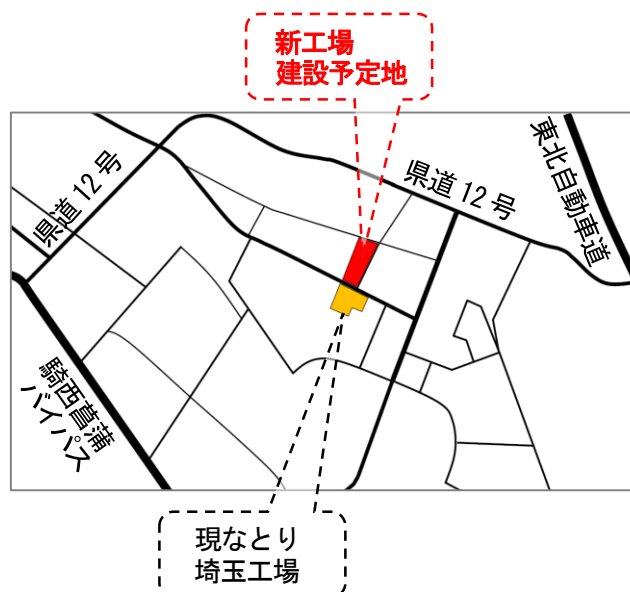 新工場
建設予定地
東北自動車道
県道12号
県道12号
騎西菖蒲
バイパス
現なとり
埼玉工場